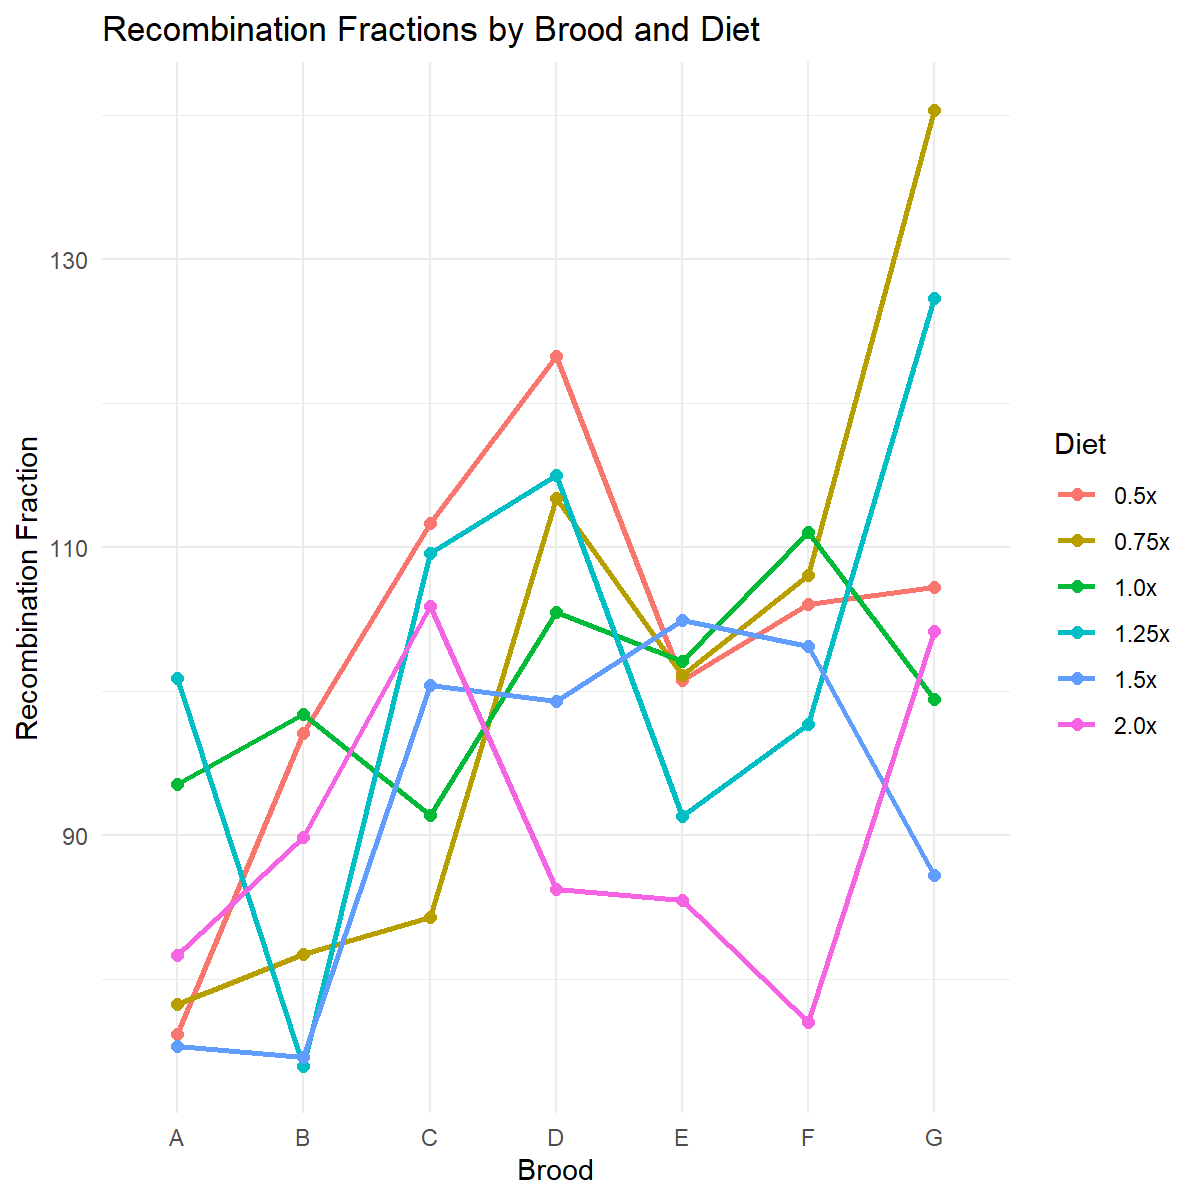 Recombination Fractions by Brood and Diet
Recombination Fraction
130
110
90
A B C D E F G
Brood
Diet
0.5x
0.75x
1.0x
1.25x
1.5x
2.0x